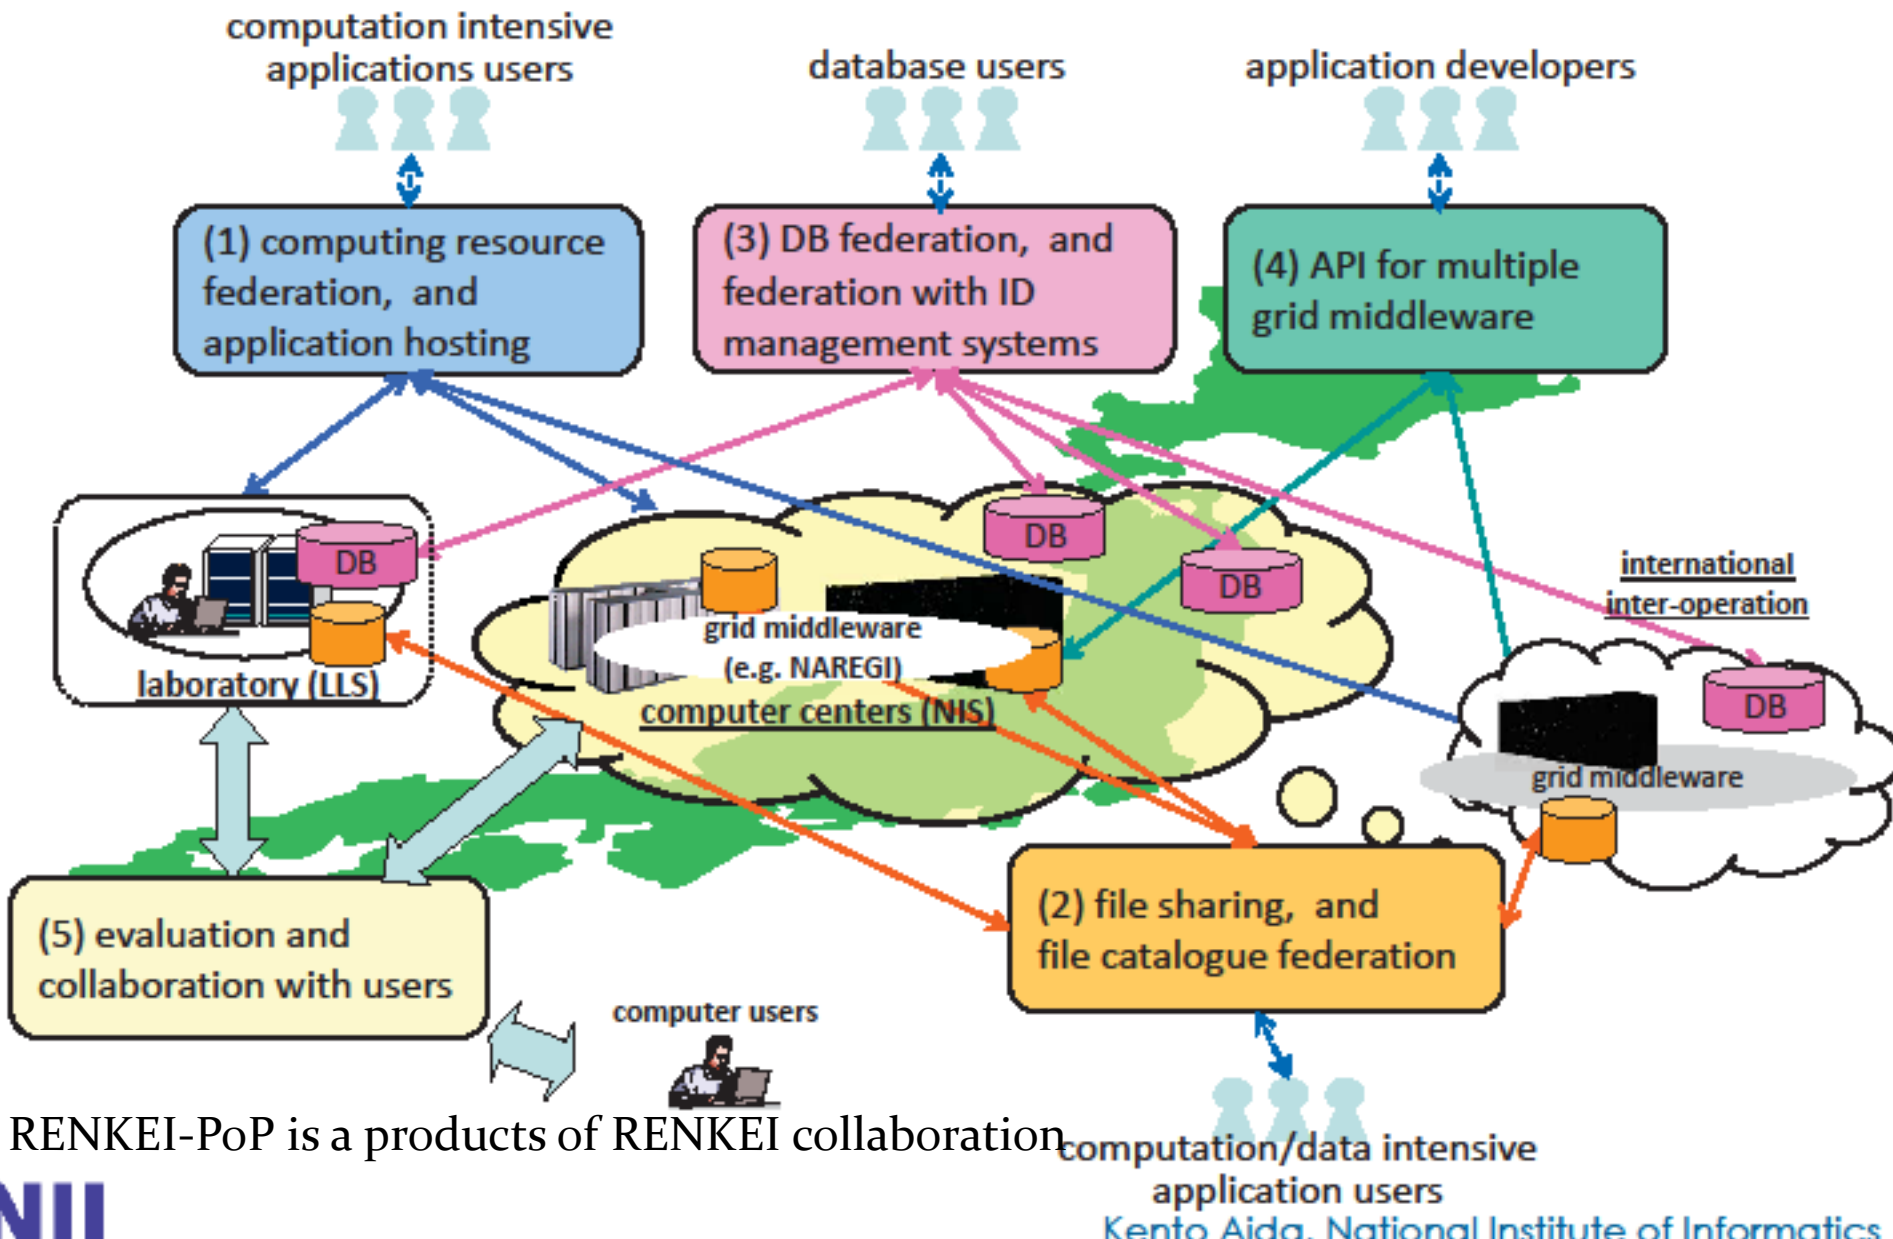 computation intensive
applications users
database users
application developers
(1) computing resource
federation, and
application hosting
(3) DB federation, and
federation with ID
management systems
(4) API for multiple
grid middleware
DB
laboratory (LLS)
DB
DB
grid middleware
(e.g. NAREGI)
computer centers (NIS)
international
inter-operation
DB
grid middleware
(5) evaluation and
collaboration with users
(2) file sharing, and
file catalogue federation
computer users
RENKEI-PoP is a products of RENKEI collaboration
computation/data intensive
application users
NII
Kento Aida, National Institute of Informatics